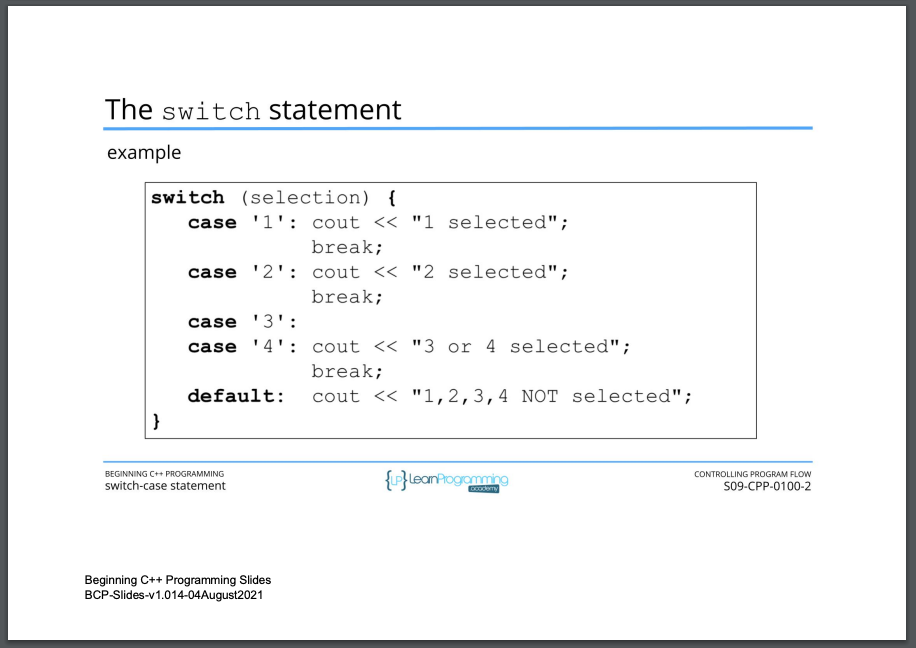 The switch statement
example
switch (selection) {
   case '1': cout << "1 selected";
             break;
   case '2': cout << "2 selected";
             break;
   case '3':
   case '4': cout << "3 or 4 selected";
             break;
   default:  cout << "1,2,3,4 NOT selected";
}
BEGINNING C++ PROGRAMMING
switch-case statement
{LP} LearnProgramming
academy
CONTROLLING PROGRAM FLOW
S09-CPP-0100-2
Beginning C++ Programming Slides
BCP-Slides-v1.014-04August2021